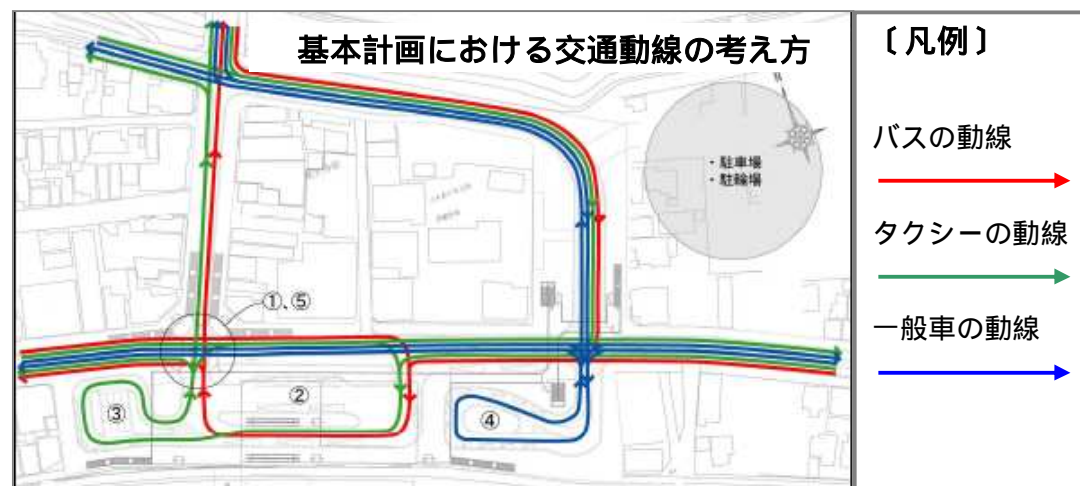 基本計画における交通動線の考え方
〔凡例〕
バスの動線
タクシーの動線
一般車の動線
・駐車場
・駐輪場
①、⑤
②
③
④